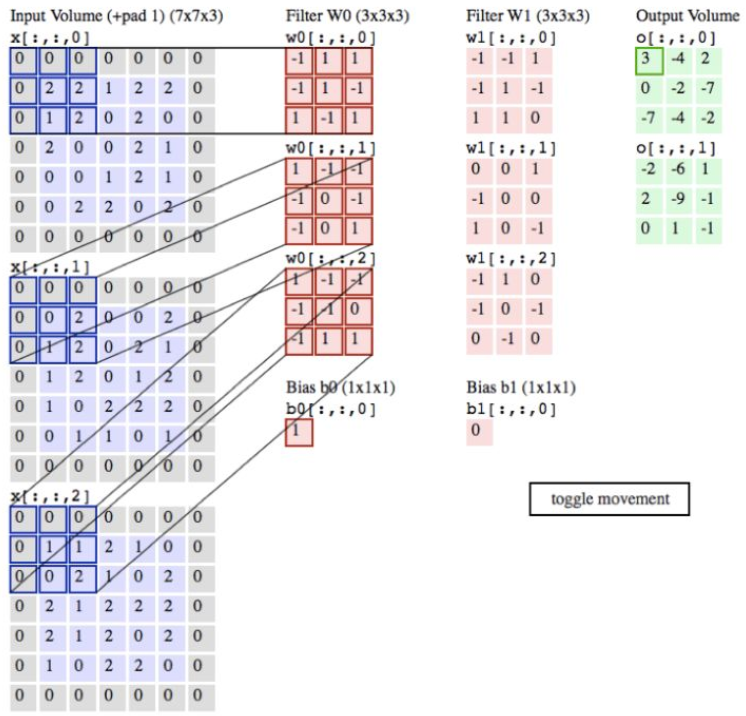 Input Volume (+pad 1) (7x7x3)
x[:,:,0]
0 0 0 0 0 0 0
0 2 2 1 2 2 0
0 1 2 0 2 0 0
0 2 0 0 2 1 0
0 0 0 1 2 1 0
0 0 2 2 0 2 0
0 0 0 0 0 0 0
x[:,:,1]
0 0 0 0 0 0 0
0 0 2 0 0 2 0
0 1 2 0 2 1 0
0 1 2 0 1 2 0
0 1 0 2 2 2 0
0 0 1 1 0 1 0
0 0 0 0 0 0 0
x[:,:,2]
0 0 0 0 0 0 0
0 1 1 2 1 0 0
0 0 2 1 0 2 0
0 2 1 2 2 2 0
0 2 1 2 0 2 0
0 1 0 2 2 0 0
0 0 0 0 0 0 0
Filter W0 (3x3x3)
w0[:,:,0]
-1 1 1
-1 1 -1
1 -1 1
w0[:,:,1]
1 -1 -1
-1 0 -1
-1 0 1
w0[:,:,2]
1 -1 -1
-1 -1 0
-1 1 1
Bias b0 (1x1x1)
b0[:,:,0]
1
Filter W1 (3x3x3)
w1[:,:,0]
-1 -1 1
-1 1 -1
1 1 0
w1[:,:,1]
0 0 1
-1 0 0
1 0 -1
w1[:,:,2]
-1 1 0
-1 0 -1
0 -1 0
Bias b1 (1x1x1)
b1[:,:,0]
0
Output Volume
o[:,:,0]
3 -4 2
0 -2 -7
-7 -4 -2
o[:,:,1]
-2 -6 1
2 -9 -1
0 1 -1
toggle movement